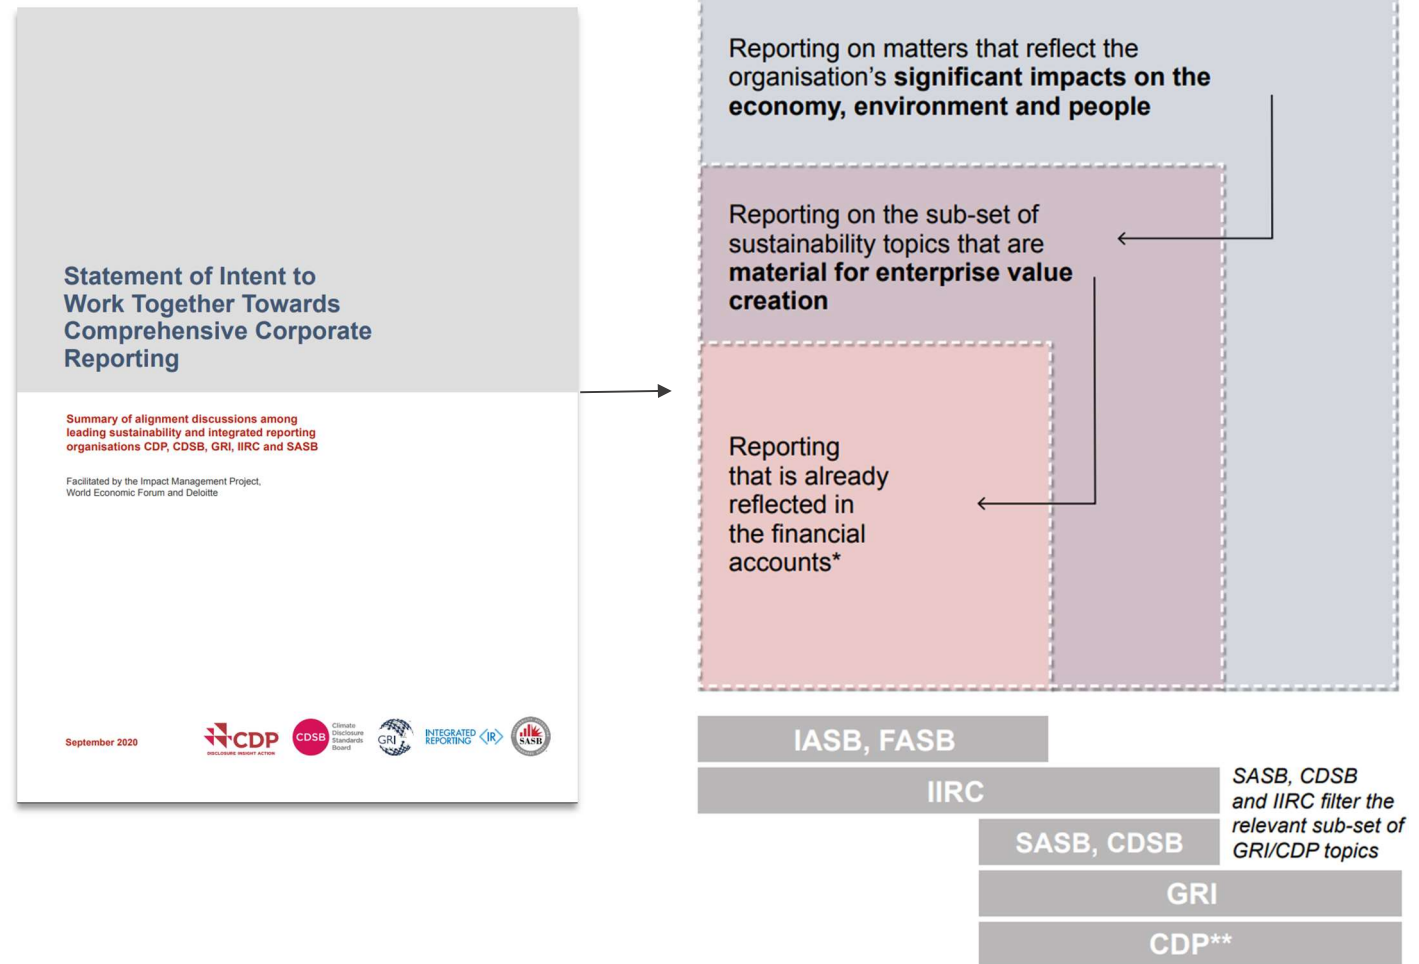 Statement of Intent to
Work Together Towards
Comprehensive Corporate
Reporting
Summary of alignment discussions among
leading sustainability and integrated reporting
organisations CDP, CDSB, GRI, IIRC and SASB
Facilitated by the Impact Management Project,
World Economic Forum and Deloitte
September 2020
CDP
DISCLOSURE INSIGHT ACTION
CDSB
Climate
Disclosure
Standards
Board
GRI
INTEGRATED
REPORTING
<IR>
SASB
Reporting on matters that reflect the
organisation's significant impacts on the
economy, environment and people
Reporting on the sub-set of
sustainability topics that are
material for enterprise value
creation
Reporting
that is already
reflected in
the financial
accounts*
IASB, FASB
IIRC
SASB, CDSB
GRI
CDP**
SASB, CDSB
and IIRC filter the
relevant sub-set of
GRI/CDP topics